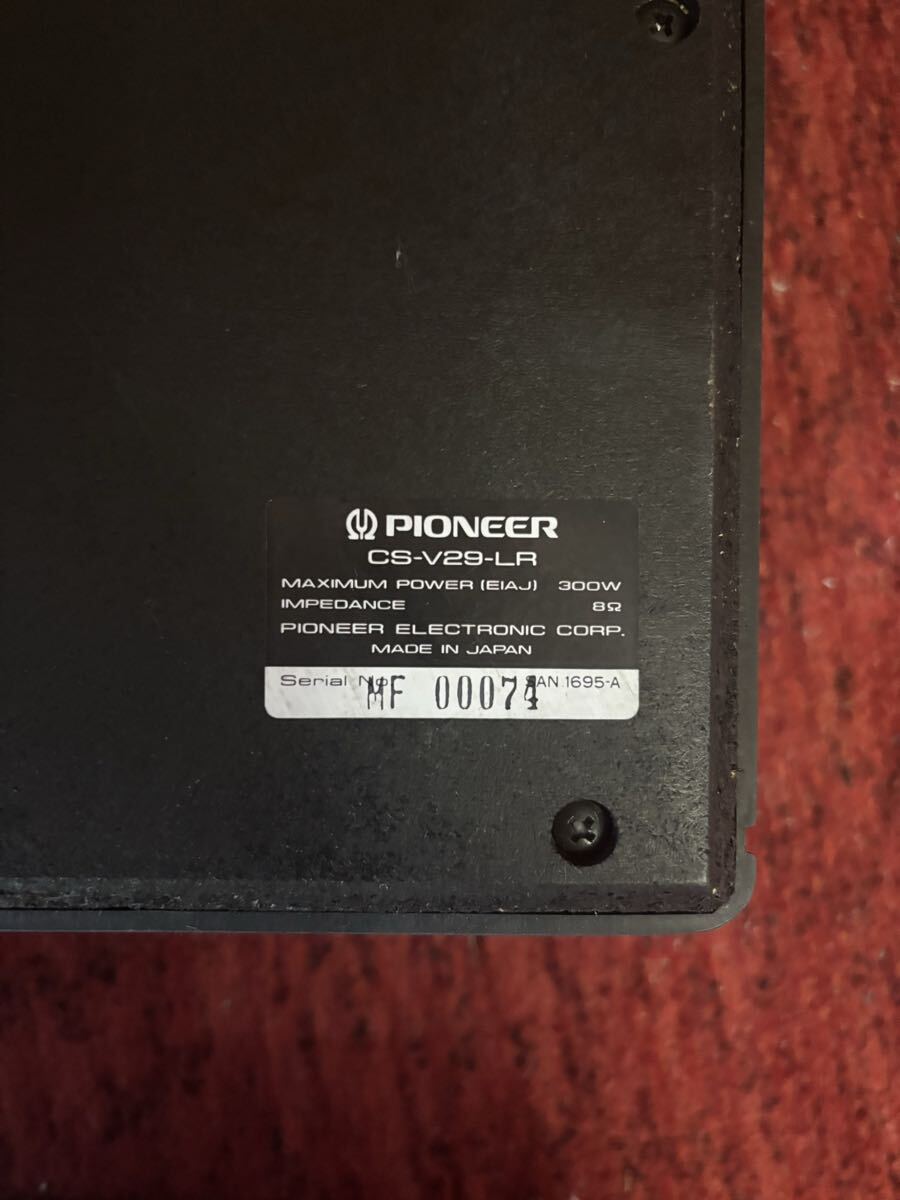 PIONEER
CS-V29-LR
MAXIMUM POWER (EIAJ) 300W
IMPEDANCE 8Ω
PIONEER ELECTRONIC CORP.
MADE IN JAPAN
Serial No. MF 00074 SAN 1695-A